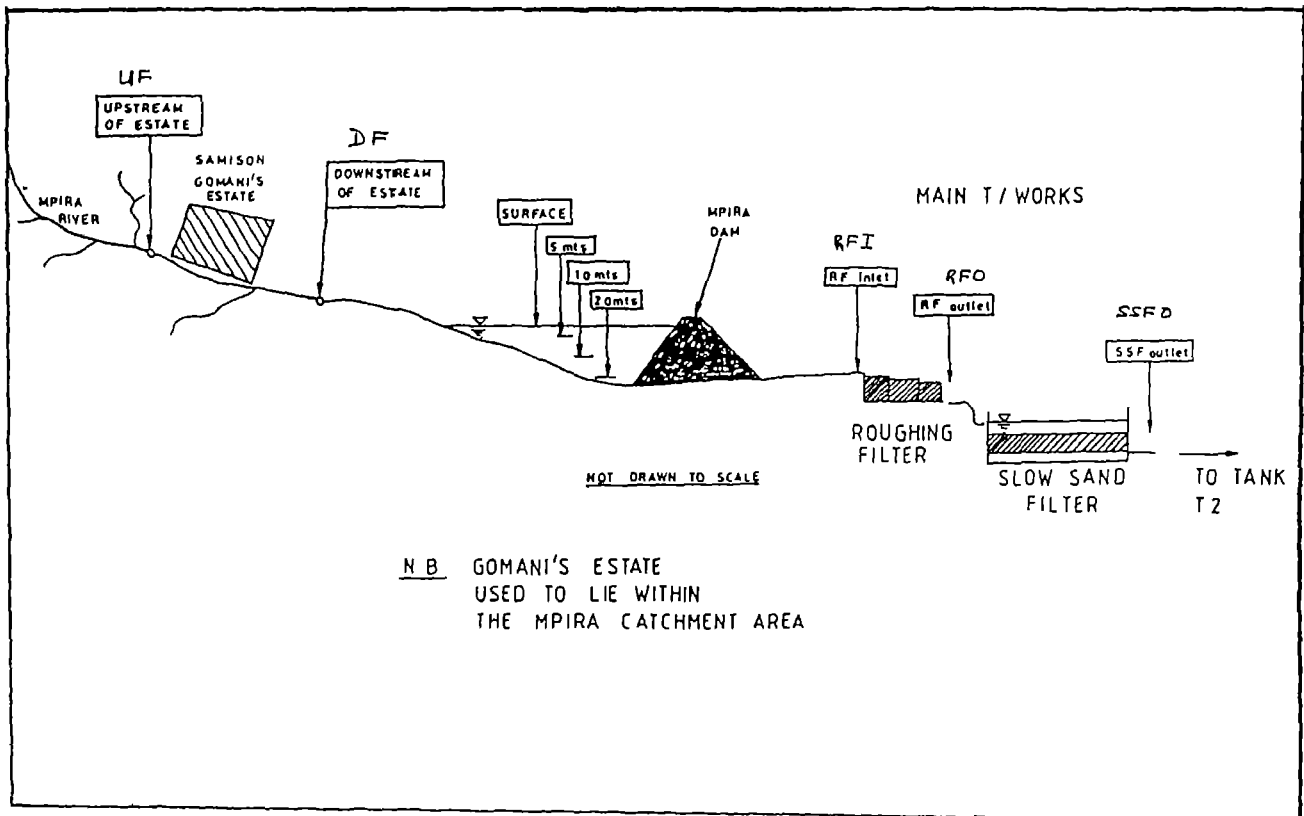 UF
UPSTREAM
OF ESTATE
SAMISON
GOMANI'S
ESTATE
MPIRA
RIVER
DF
DOWNSTREAM
OF ESTATE
SURFACE
5 mts
10 mts
20mts
MPIRA
DAM
MAIN T/WORKS
RFI
RF Inlet
RFO
RF outlet
SSFO
SSF outlet
ROUGHING
FILTER
SLOW SAND
FILTER
TO TANK
T2
NOT DRAWN TO SCALE
N B GOMANI'S ESTATE
USED TO LIE WITHIN
THE MPIRA CATCHMENT AREA